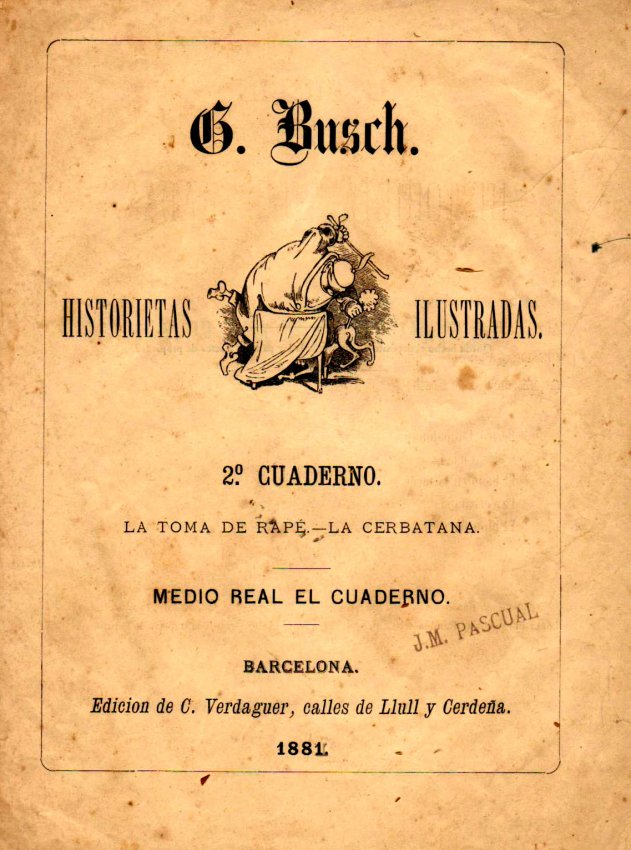 G. Busch.
HISTORIETAS ILUSTRADAS.
2.º CUADERNO.
LA TOMA DE RAPÉ.—LA CERBATANA.
MEDIO REAL EL CUADERNO.
J.M. PASCUAL
BARCELONA.
Edicion de C. Verdaguer, calles de Llull y Cerdeña.
1881.